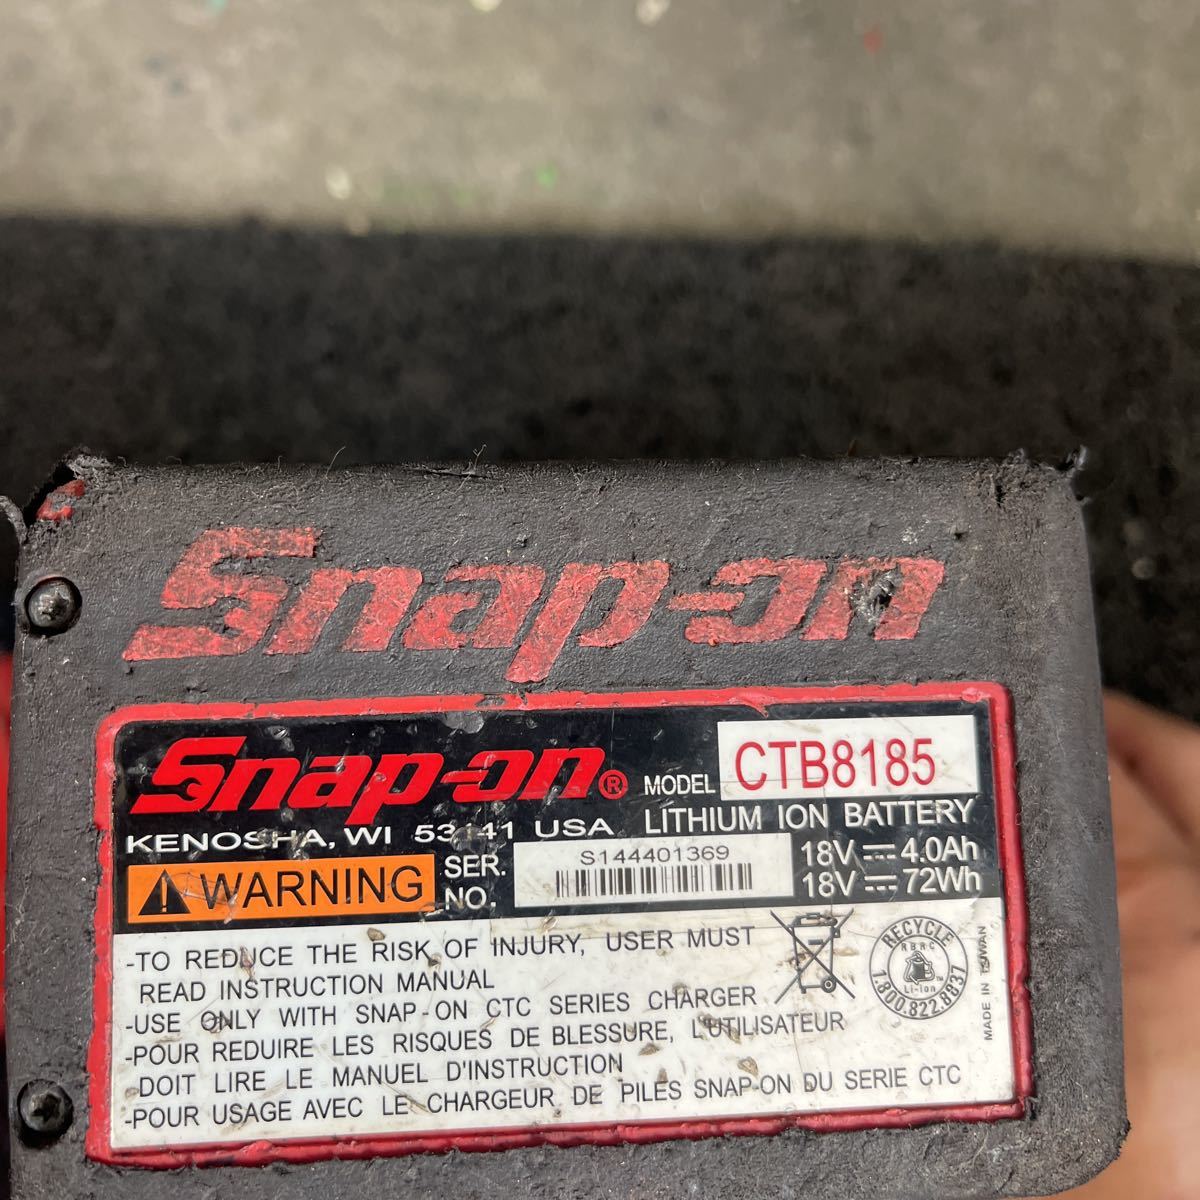 Snap-on
Snap-on®
MODEL CTB8185
KENOSHA, WI 53141 USA
LITHIUM ION BATTERY
WARNING
SER. NO.
S144401369
18V ⎓ 4.0Ah
18V ⎓ 72Wh
-TO REDUCE THE RISK OF INJURY, USER MUST
READ INSTRUCTION MANUAL
-USE ONLY WITH SNAP-ON CTC SERIES CHARGER
-POUR REDUIRE LES RISQUES DE BLESSURE, L'UTILISATEUR
DOIT LIRE LE MANUEL D'INSTRUCTION
-POUR USAGE AVEC LE CHARGEUR DE PILES SNAP-ON DU SERIE CTC
RECYCLE
RBRC
Li-ion
1.800.822.8837
MADE IN TAIWAN